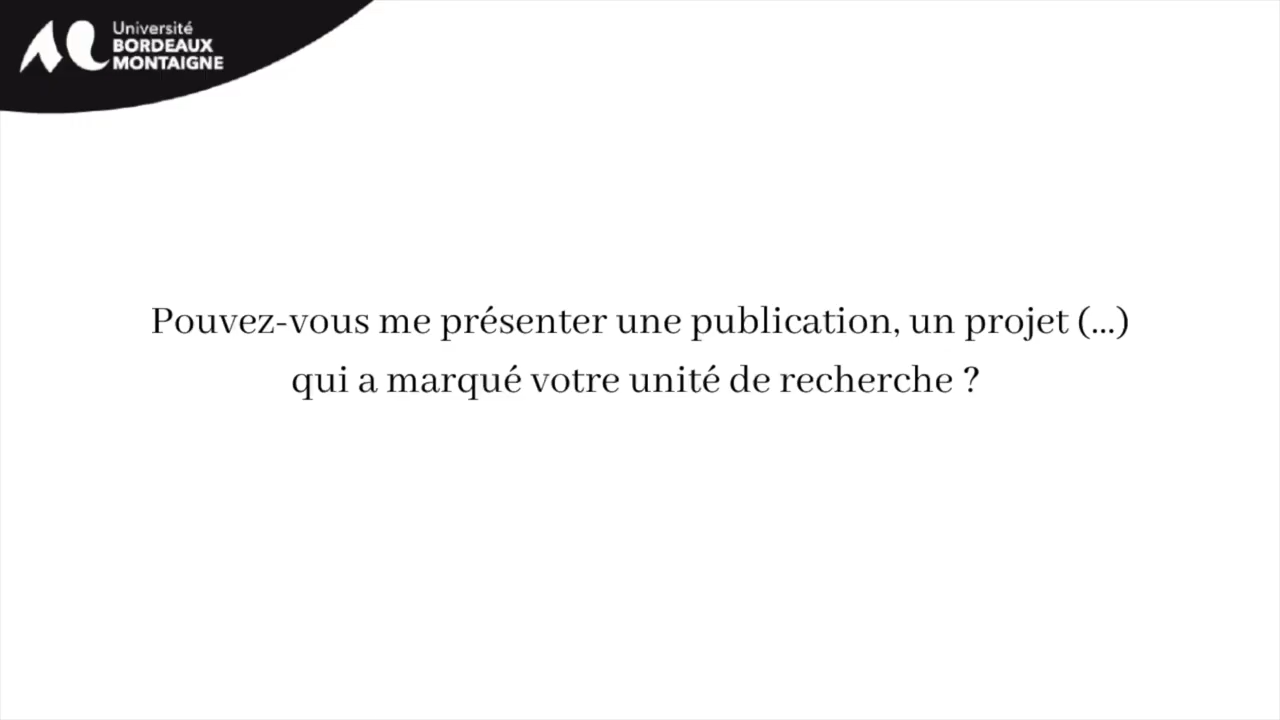 Université
BORDEAUX
MONTAIGNE
Pouvez-vous me présenter une publication, un projet (...)
qui a marqué votre unité de recherche ?